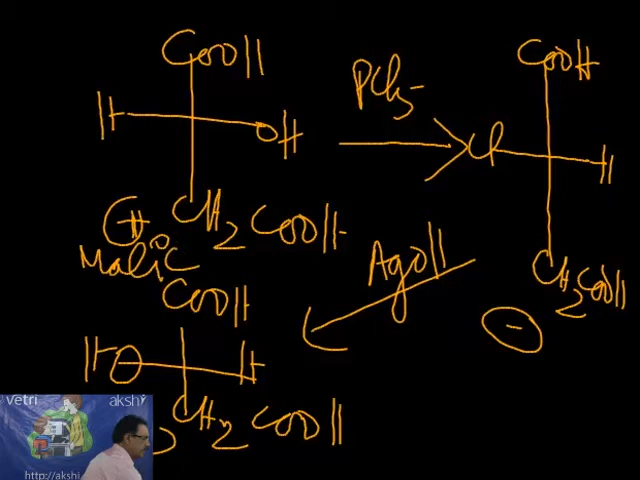 COOH
H
OH
CH2COOH
(+)
Malic
PCl5
COOH
Cl
H
CH2COOH
(-)
AgOH
COOH
HO
H
CH2COOH
vetri
akshi
http://akshi